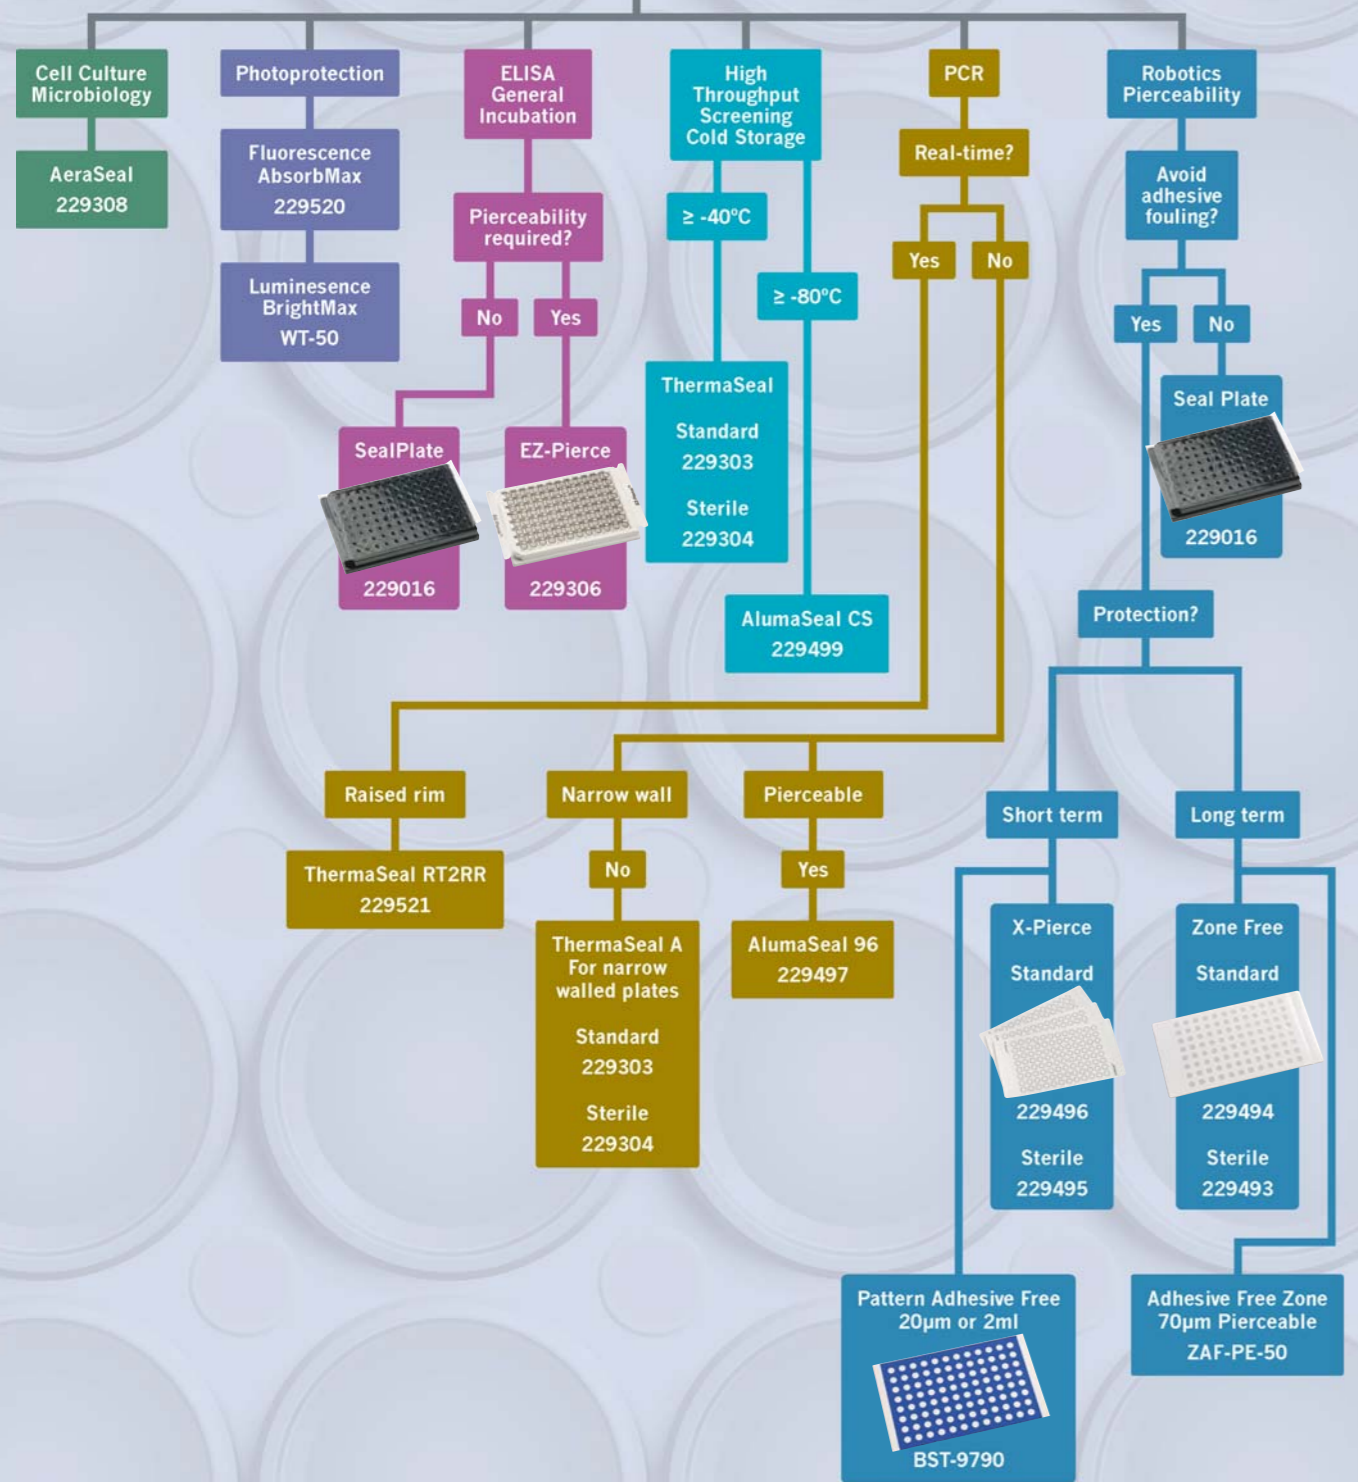 Cell Culture
Microbiology
AeraSeal
229308
Photoprotection
Fluorescence
AbsorbMax
229520
Luminesence
BrightMax
WT-50
ELISA
General
Incubation
Pierceability
required?
No
Yes
SealPlate
229016
EZ-Pierce
229306
High
Throughput
Screening
Cold Storage
≥ -40ºC
≥ -80ºC
ThermaSeal
Standard
229303
Sterile
229304
AlumaSeal CS
229499
PCR
Real-time?
Yes
No
Raised rim
ThermaSeal RT2RR
229521
Narrow wall
No
ThermaSeal A
For narrow
walled plates
Standard
229303
Sterile
229304
Pierceable
Yes
AlumaSeal 96
229497
Robotics
Pierceability
Avoid
adhesive
fouling?
Yes
No
Seal Plate
229016
Protection?
Short term
Long term
X-Pierce
Standard
229496
Sterile
229495
Zone Free
Standard
229494
Sterile
229493
Pattern Adhesive Free
20µm or 2ml
BST-9790
Adhesive Free Zone
70µm Pierceable
ZAF-PE-50